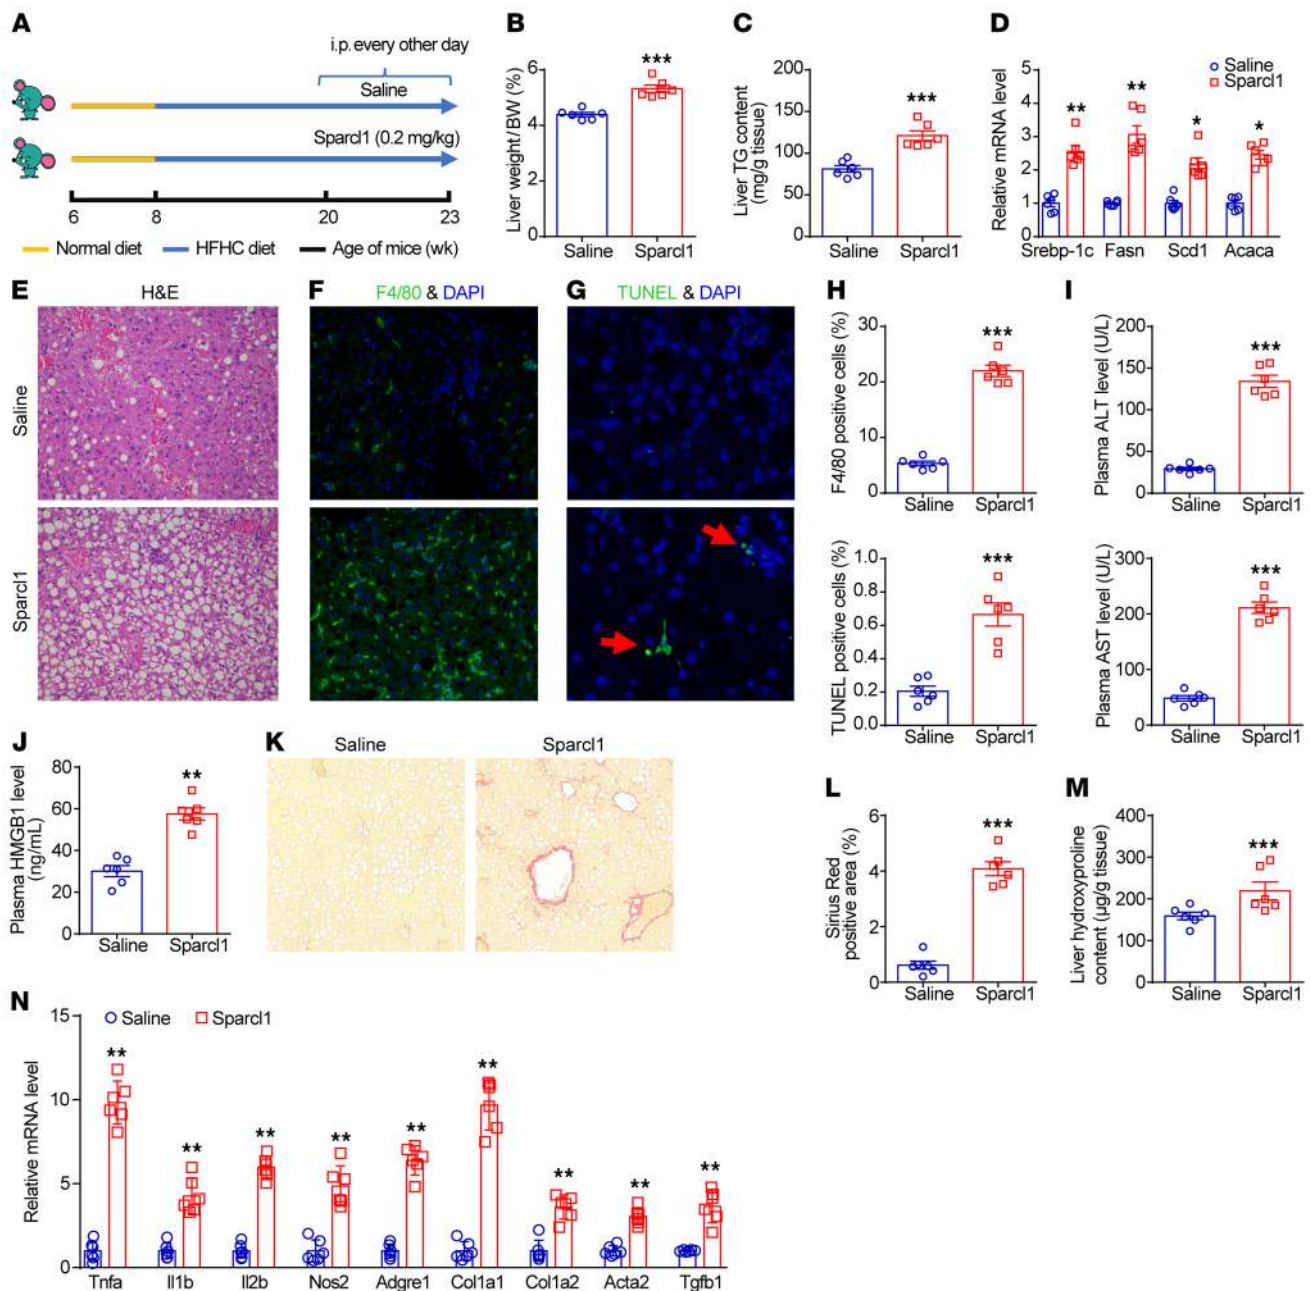 A
i.p. every other day
Saline
Sparcl1 (0.2 mg/kg)
6 8 20 23
Normal diet HFHC diet Age of mice (wk)
B
Liver weight/BW (%)
6
4
2
0
***
Saline Sparcl1
C
Liver TG content
(mg/g tissue)
200
150
100
50
0
***
Saline Sparcl1
D
Saline
Sparcl1
Relative mRNA level
5
4
3
2
1
0
** ** * *
Srebp-1c Fasn Scd1 Acaca
E
H&E
Saline
Sparcl1
F
F4/80 & DAPI
G
TUNEL & DAPI
H
F4/80 positive cells (%)
30
20
10
0
***
Saline Sparcl1
TUNEL positive cells (%)
1.0
0.8
0.6
0.4
0.2
0.0
***
Saline Sparcl1
I
Plasma ALT level (U/L)
200
150
100
50
0
***
Saline Sparcl1
Plasma AST level (U/L)
300
200
100
0
***
Saline Sparcl1
J
Plasma HMGB1 level
(ng/mL)
80
60
40
20
0
**
Saline Sparcl1
K
Saline Sparcl1
L
Sirius Red
positive area (%)
6
4
2
0
***
Saline Sparcl1
M
Liver hydroxyproline
content (µg/g tissue)
400
300
200
100
0
***
Saline Sparcl1
N
Saline Sparcl1
Relative mRNA level
15
10
5
0
** ** ** ** ** ** ** ** **
Tnfa Il1b Il2b Nos2 Adgre1 Col1a1 Col1a2 Acta2 Tgfb1